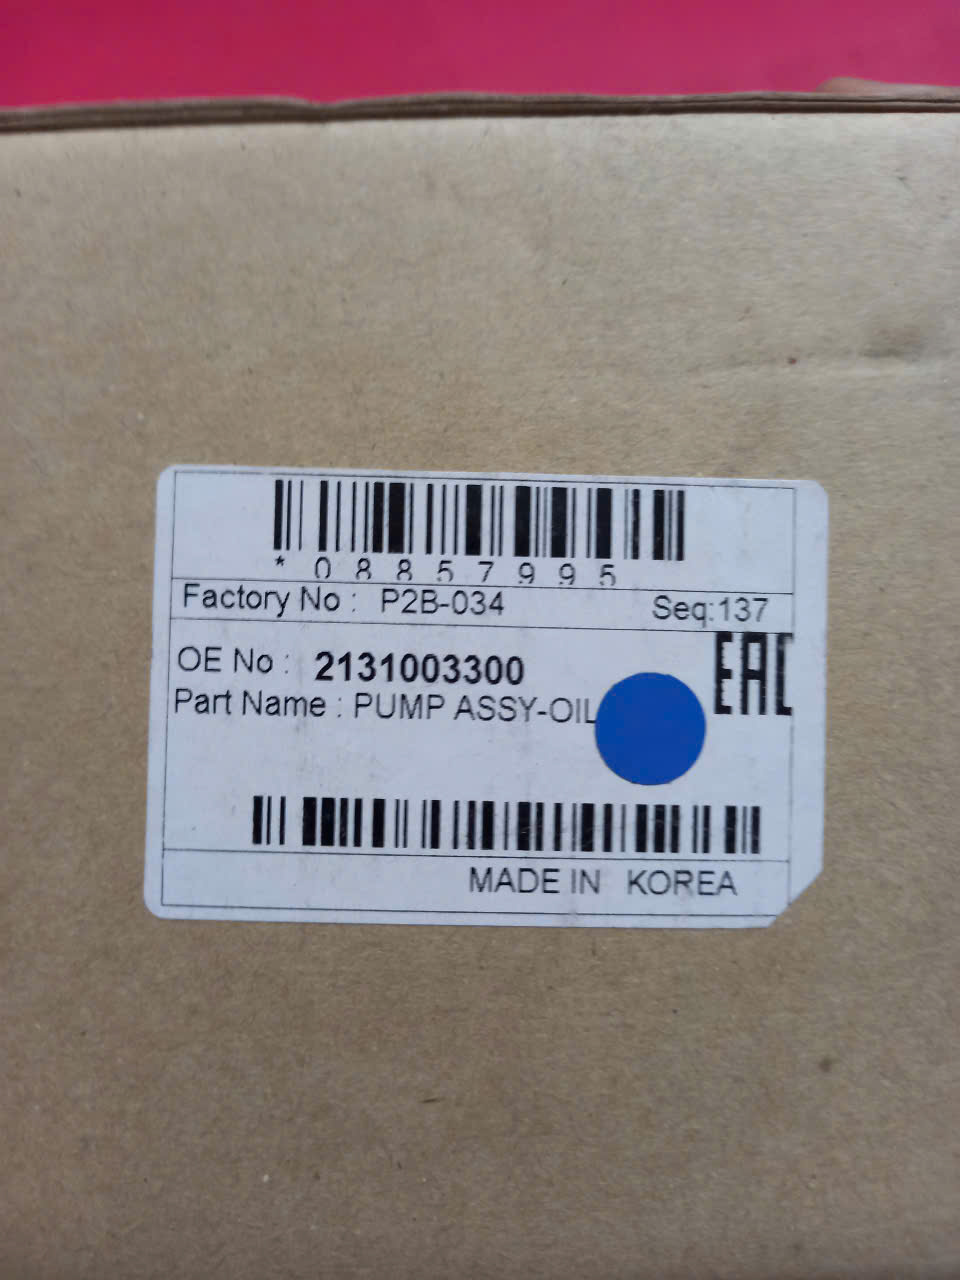 *08857995
Factory No : P2B-034 Seq:137
OE No : 2131003300
EAC
Part Name : PUMP ASSY-OIL
MADE IN KOREA